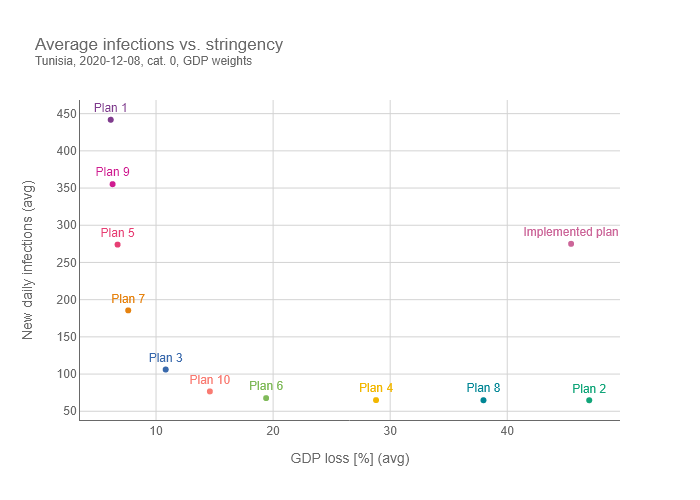 Average infections vs. stringency
Tunisia, 2020-12-08, cat. 0, GDP weights
New daily infections (avg)
450
400
350
300
250
200
150
100
50
Plan 1
Plan 9
Plan 5
Implemented plan
Plan 7
Plan 3
Plan 10
Plan 6
Plan 4
Plan 8
Plan 2
10
20
30
40
GDP loss [%] (avg)